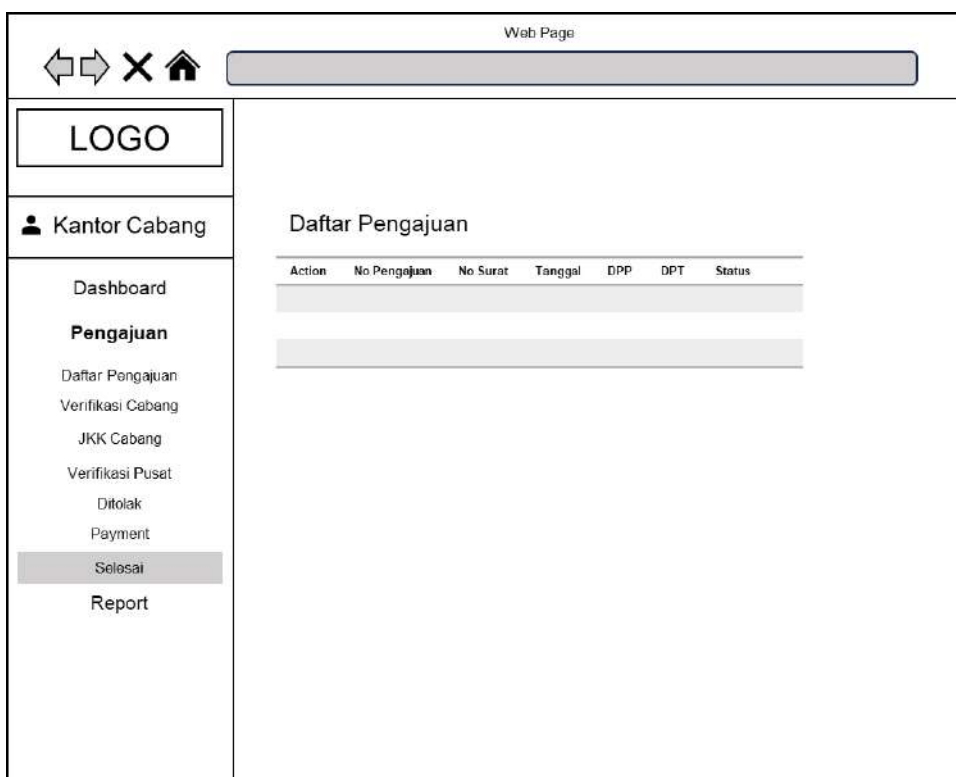 Web Page
LOGO
Kantor Cabang
Dashboard
Pengajuan
Daftar Pengajuan
Verifikasi Cabang
JKK Cabang
Verifikasi Pusat
Ditolak
Payment
Selesai
Report
Daftar Pengajuan
Action No Pengajuan No Surat Tanggal DPP DPT Status